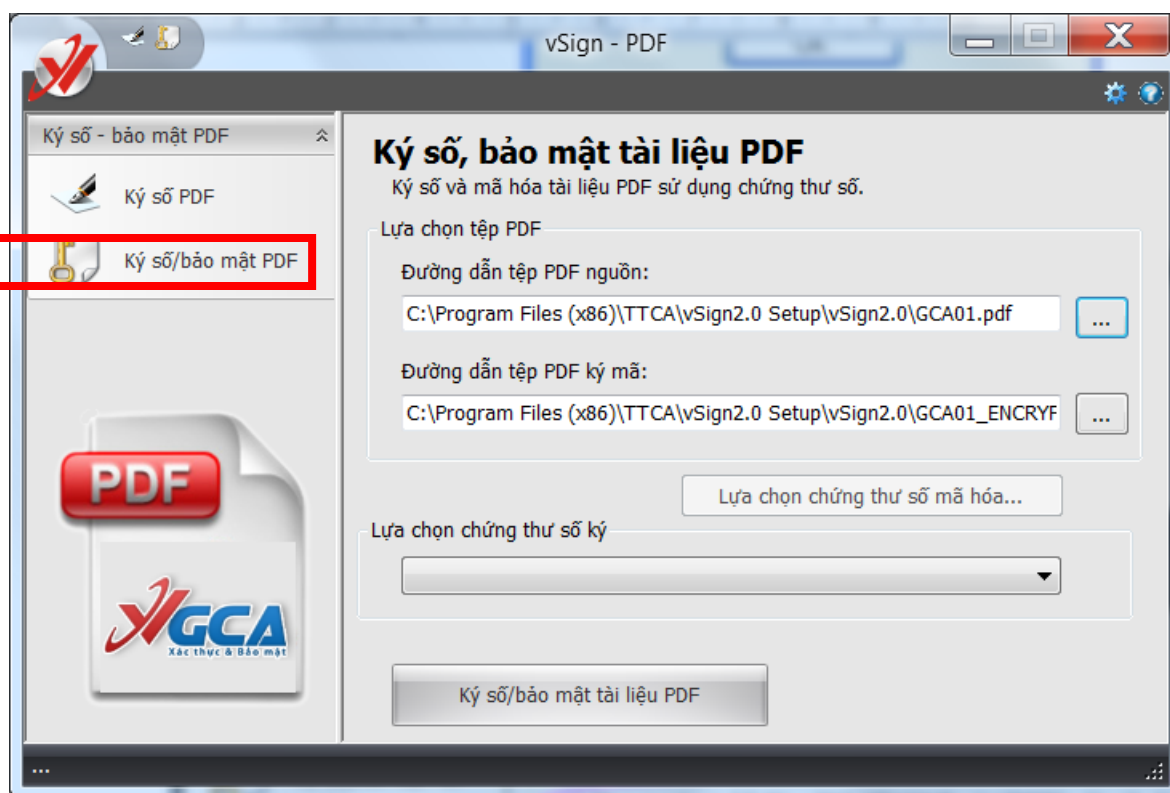 vSign - PDF
Ký số - bảo mật PDF
Ký số PDF
Ký số/bảo mật PDF
PDF
GCA
Xác thực & Bảo mật
Ký số, bảo mật tài liệu PDF
Ký số và mã hóa tài liệu PDF sử dụng chứng thư số.
Lựa chọn tệp PDF
Đường dẫn tệp PDF nguồn:
C:\Program Files (x86)\TTCA\vSign2.0 Setup\vSign2.0\GCA01.pdf
...
Đường dẫn tệp PDF ký mã:
C:\Program Files (x86)\TTCA\vSign2.0 Setup\vSign2.0\GCA01_ENCRYF
...
Lựa chọn chứng thư số mã hóa...
Lựa chọn chứng thư số ký
Ký số/bảo mật tài liệu PDF
...